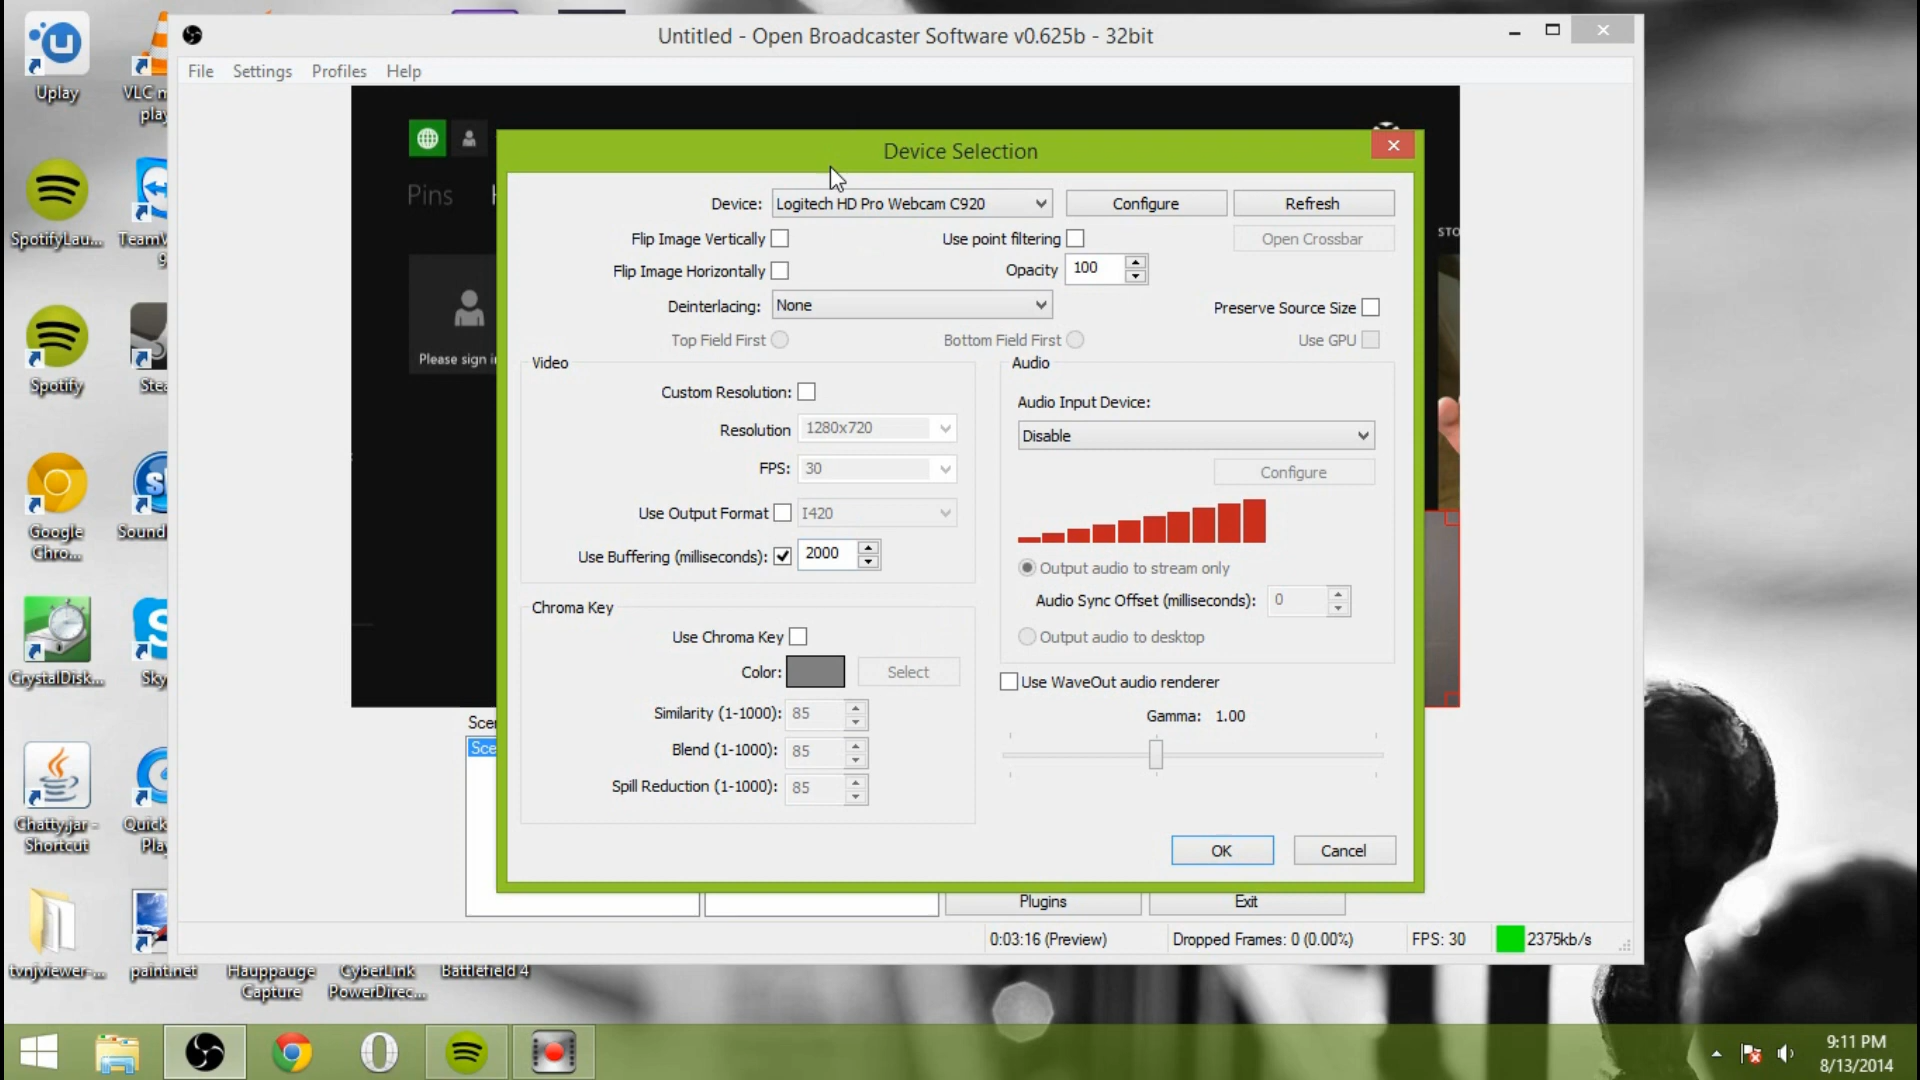 Untitled - Open Broadcaster Software v0.625b - 32bit
File Settings Profiles Help
Device Selection
Device: Logitech HD Pro Webcam C920 Configure Refresh
Flip Image Vertically Use point filtering Open Crossbar
Flip Image Horizontally Opacity 100
Deinterlacing: None Preserve Source Size
Top Field First Bottom Field First Use GPU
Video
Custom Resolution:
Resolution 1280x720
FPS: 30
Use Output Format I420
Use Buffering (milliseconds): 2000
Audio
Audio Input Device:
Disable
Configure
Output audio to stream only
Audio Sync Offset (milliseconds): 0
Output audio to desktop
Chroma Key
Use Chroma Key
Color: Select
Similarity (1-1000): 85
Blend (1-1000): 85
Spill Reduction (1-1000): 85
Use WaveOut audio renderer
Gamma: 1.00
OK Cancel
Pins
Please sign i
STO
Sce
Plugins Exit
0:03:16 (Preview) Dropped Frames: 0 (0.00%) FPS: 30 2375kb/s
Uplay
VLC m
play
SpotifyLau...
TeamV
9
Spotify
Stea
Google
Chro...
Sound
CrystalDisk...
Sky
Chatty.jar -
Shortcut
Quick
Pla
tvnjviewer-...
paint.net
Hauppauge
Capture
CyberLink
PowerDirec...
Battlefield 4
9:11 PM
8/13/2014